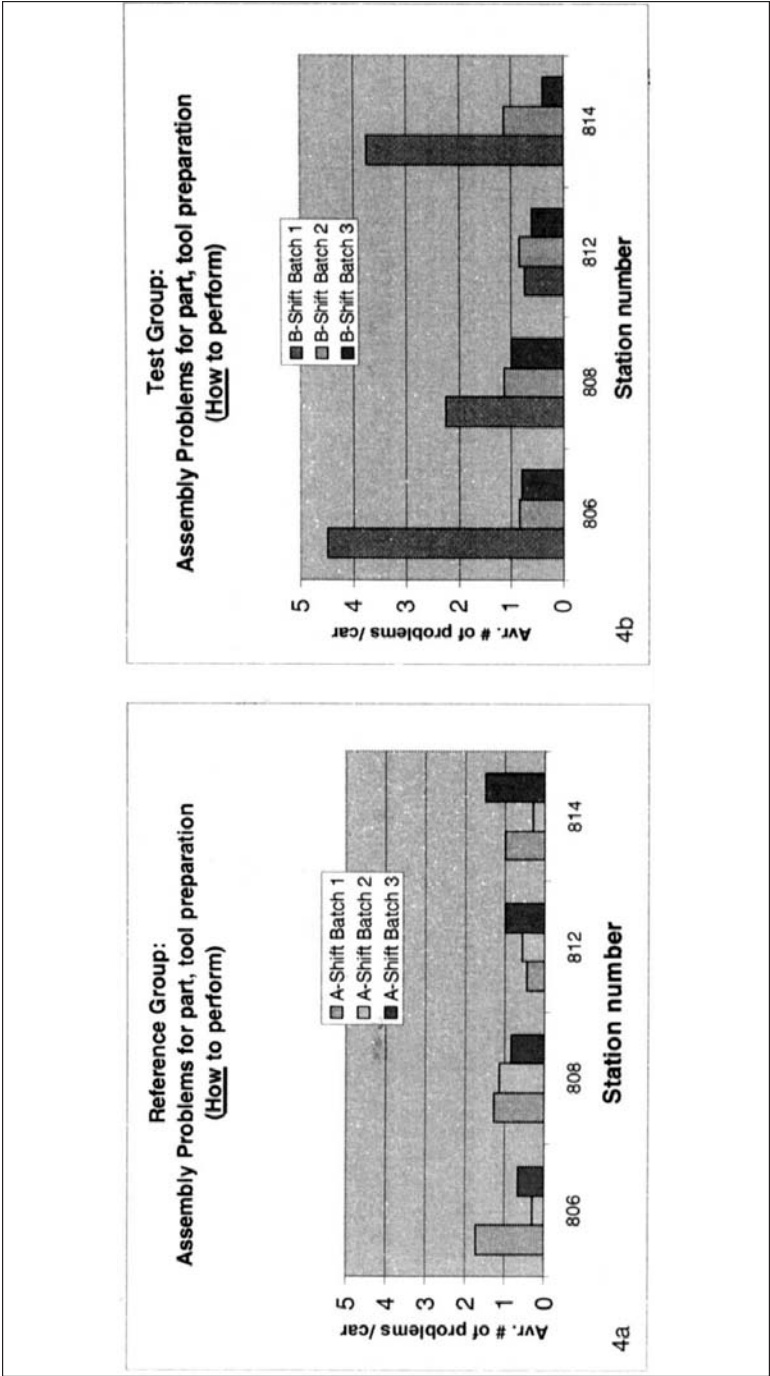 Reference Group:
Assembly Problems for part, tool preparation
(How to perform)
A-Shift Batch 1
A-Shift Batch 2
A-Shift Batch 3
5
4
3
2
1
0
Avr. # of problems/car
806
808
812
814
Station number
4a
Test Group:
Assembly Problems for part, tool preparation
(How to perform)
B-Shift Batch 1
B-Shift Batch 2
B-Shift Batch 3
5
4
3
2
1
0
Avr. # of problems/car
806
808
812
814
Station number
4b